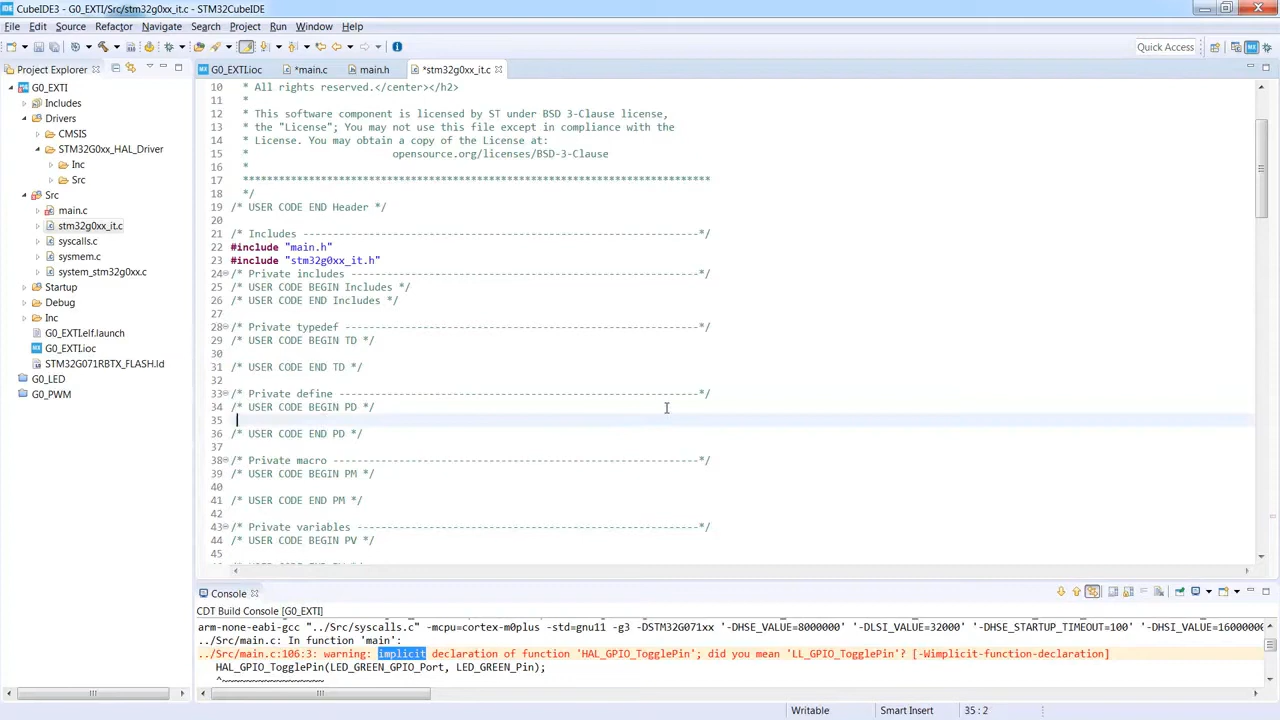 CubeIDE3 - G0_EXTI/Src/stm32g0xx_it.c - STM32CubeIDE
File Edit Source Refactor Navigate Search Project Run Window Help
Quick Access
Project Explorer
G0_EXTI.ioc
*main.c
main.h
*stm32g0xx_it.c
G0_EXTI
Includes
Drivers
CMSIS
STM32G0xx_HAL_Driver
Inc
Src
Src
main.c
stm32g0xx_it.c
syscalls.c
sysmem.c
system_stm32g0xx.c
Startup
Debug
Inc
G0_EXTI.elf.launch
G0_EXTI.ioc
STM32G071RBTX_FLASH.ld
G0_LED
G0_PWM
10 * All rights reserved.</center></h2>
11 *
12 * This software component is licensed by ST under BSD 3-Clause license,
13 * the "License"; You may not use this file except in compliance with the
14 * License. You may obtain a copy of the License at:
15 * opensource.org/licenses/BSD-3-Clause
16 *
17 ******************************************************************************
18 */
19 /* USER CODE END Header */
20
21 /* Includes ------------------------------------------------------------------*/
22 #include "main.h"
23 #include "stm32g0xx_it.h"
24 /* Private includes ----------------------------------------------------------*/
25 /* USER CODE BEGIN Includes */
26 /* USER CODE END Includes */
27
28 /* Private typedef -----------------------------------------------------------*/
29 /* USER CODE BEGIN TD */
30
31 /* USER CODE END TD */
32
33 /* Private define ------------------------------------------------------------*/
34 /* USER CODE BEGIN PD */
35
36 /* USER CODE END PD */
37
38 /* Private macro -------------------------------------------------------------*/
39 /* USER CODE BEGIN PM */
40
41 /* USER CODE END PM */
42
43 /* Private variables ---------------------------------------------------------*/
44 /* USER CODE BEGIN PV */
45
Console
CDT Build Console [G0_EXTI]
arm-none-eabi-gcc "../Src/syscalls.c" -mcpu=cortex-m0plus -std=gnu11 -g3 -DSTM32G071xx '-DHSE_VALUE=8000000' '-DLSI_VALUE=32000' '-DHSE_STARTUP_TIMEOUT=100' '-DHSI_VALUE=16000000
../Src/main.c: In function 'main':
../Src/main.c:106:3: warning: implicit declaration of function 'HAL_GPIO_TogglePin'; did you mean 'LL_GPIO_TogglePin'? [-Wimplicit-function-declaration]
HAL_GPIO_TogglePin(LED_GREEN_GPIO_Port, LED_GREEN_Pin);
^~~~~~~~~~~~~~~~~~
Writable
Smart Insert
35 : 2